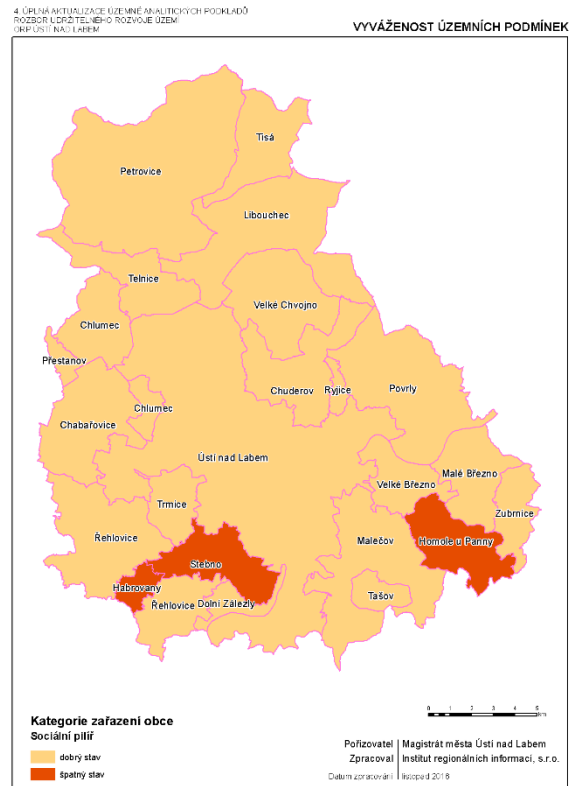 4. ÚPLNÁ AKTUALIZACE ÚZEMNĚ ANALITICKÝCH PODKLADŮ
ROZBOR UDRŽITELNÉHO ROZVOJE ÚZEMÍ
ORP ÚSTÍ NAD LABEM
VYVÁŽENOST ÚZEMNÍCH PODMÍNEK
Tisá
Petrovice
Libouchec
Telnice
Velké Chvojno
Chlumec
Přestanov
Chuderov
Ryjice
Povrly
Chlumec
Chabařovice
Ústí nad Labem
Malé Březno
Velké Březno
Trmice
Zubrnice
Řehlovice
Malečov
Homole u Panny
Stebno
Habrovany
Tašov
Řehlovice
Dolní Zálezly
0 1 2 3 4 5
km
Kategorie zařazení obce
Sociální pilíř
dobrý stav
špatný stav
Pořizovatel | Magistrát města Ústí nad Labem
Zpracoval | Institut regionálních informací, s.r.o.
Datum zpracování | listopad 2016